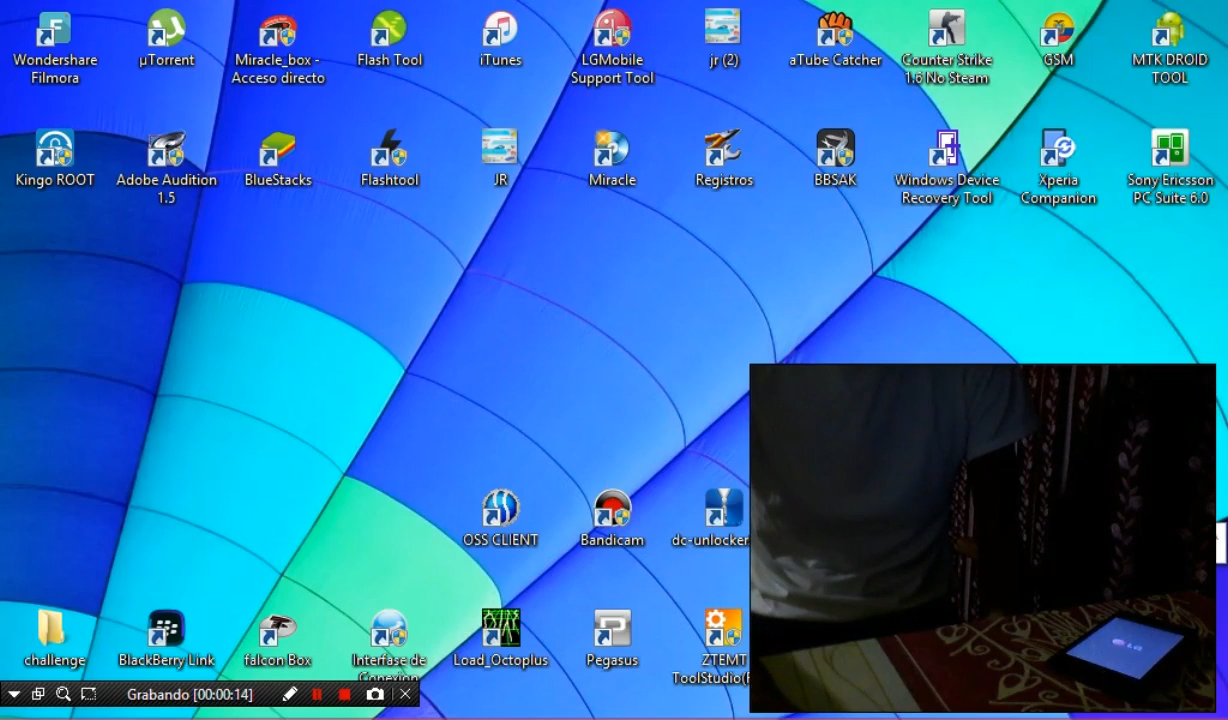 Wondershare
Filmora
µTorrent
Miracle_box -
Acceso directo
Flash Tool
iTunes
LGMobile
Support Tool
jr (2)
aTube Catcher
Counter Strike
1.6 No Steam
GSM
MTK DROID
TOOL
Kingo ROOT
Adobe Audition
1.5
BlueStacks
Flashtool
JR
Miracle
Registros
BBSAK
Windows Device
Recovery Tool
Xperia
Companion
Sony Ericsson
PC Suite 6.0
OSS CLIENT
Bandicam
dc-unlocker
challenge
BlackBerry Link
falcon Box
Interfase de
Conexion
Load_Octoplus
Pegasus
ZTEMT
ToolStudio(
LG
Grabando [00:00:14]